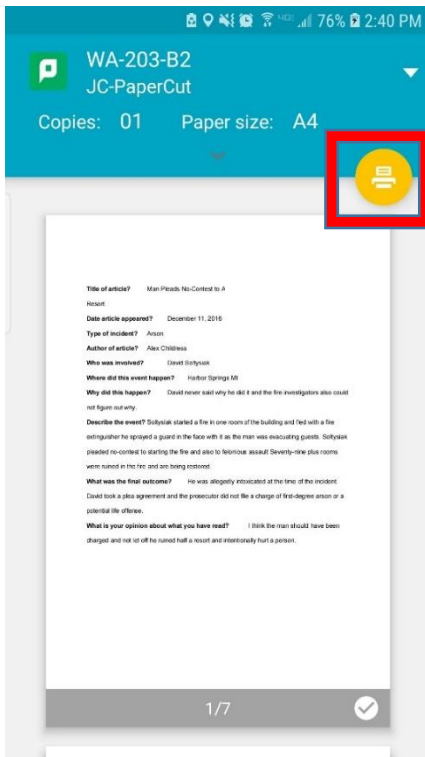 76% 2:40 PM
WA-203-B2
JC-PaperCut
Copies: 01 Paper size: A4
Title of article? Man Pleads No-Contest to A
Resort
Date article appeared? December 11, 2016
Type of incident? Arson
Author of article? Alex Childress
Who was involved? David Soltysiak
Where did this event happen? Harbor Springs MI
Why did this happen? David never said why he did it and the fire investigators also could
not figure out why.
Describe the event? Soltysiak started a fire in one room of the building and fled with a fire
extinguisher he sprayed a guard in the face with it as the man was evacuating guests. Soltysiak
pleaded no-contest to starting the fire and also to felonious assault Seventy-nine plus rooms
were ruined in the fire and are being restored.
What was the final outcome? He was allegedly intoxicated at the time of the incident.
David took a plea agreement and the prosecutor did not file a charge of first-degree arson or a
potential life offense.
What is your opinion about what you have read? I think the man should have been
charged and not let off he ruined half a resort and intentionally hurt a person.
1/7